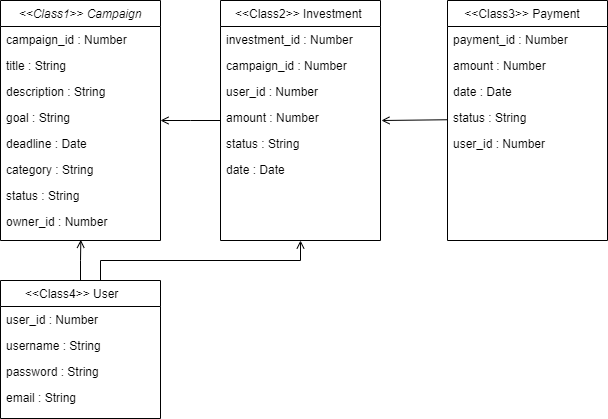 <<Class1>> Campaign
campaign_id : Number
title : String
description : String
goal : String
deadline : Date
category : String
status : String
owner_id : Number
<<Class2>> Investment
investment_id : Number
campaign_id : Number
user_id : Number
amount : Number
status : String
date : Date
<<Class3>> Payment
payment_id : Number
amount : Number
date : Date
status : String
user_id : Number
<<Class4>> User
user_id : Number
username : String
password : String
email : String